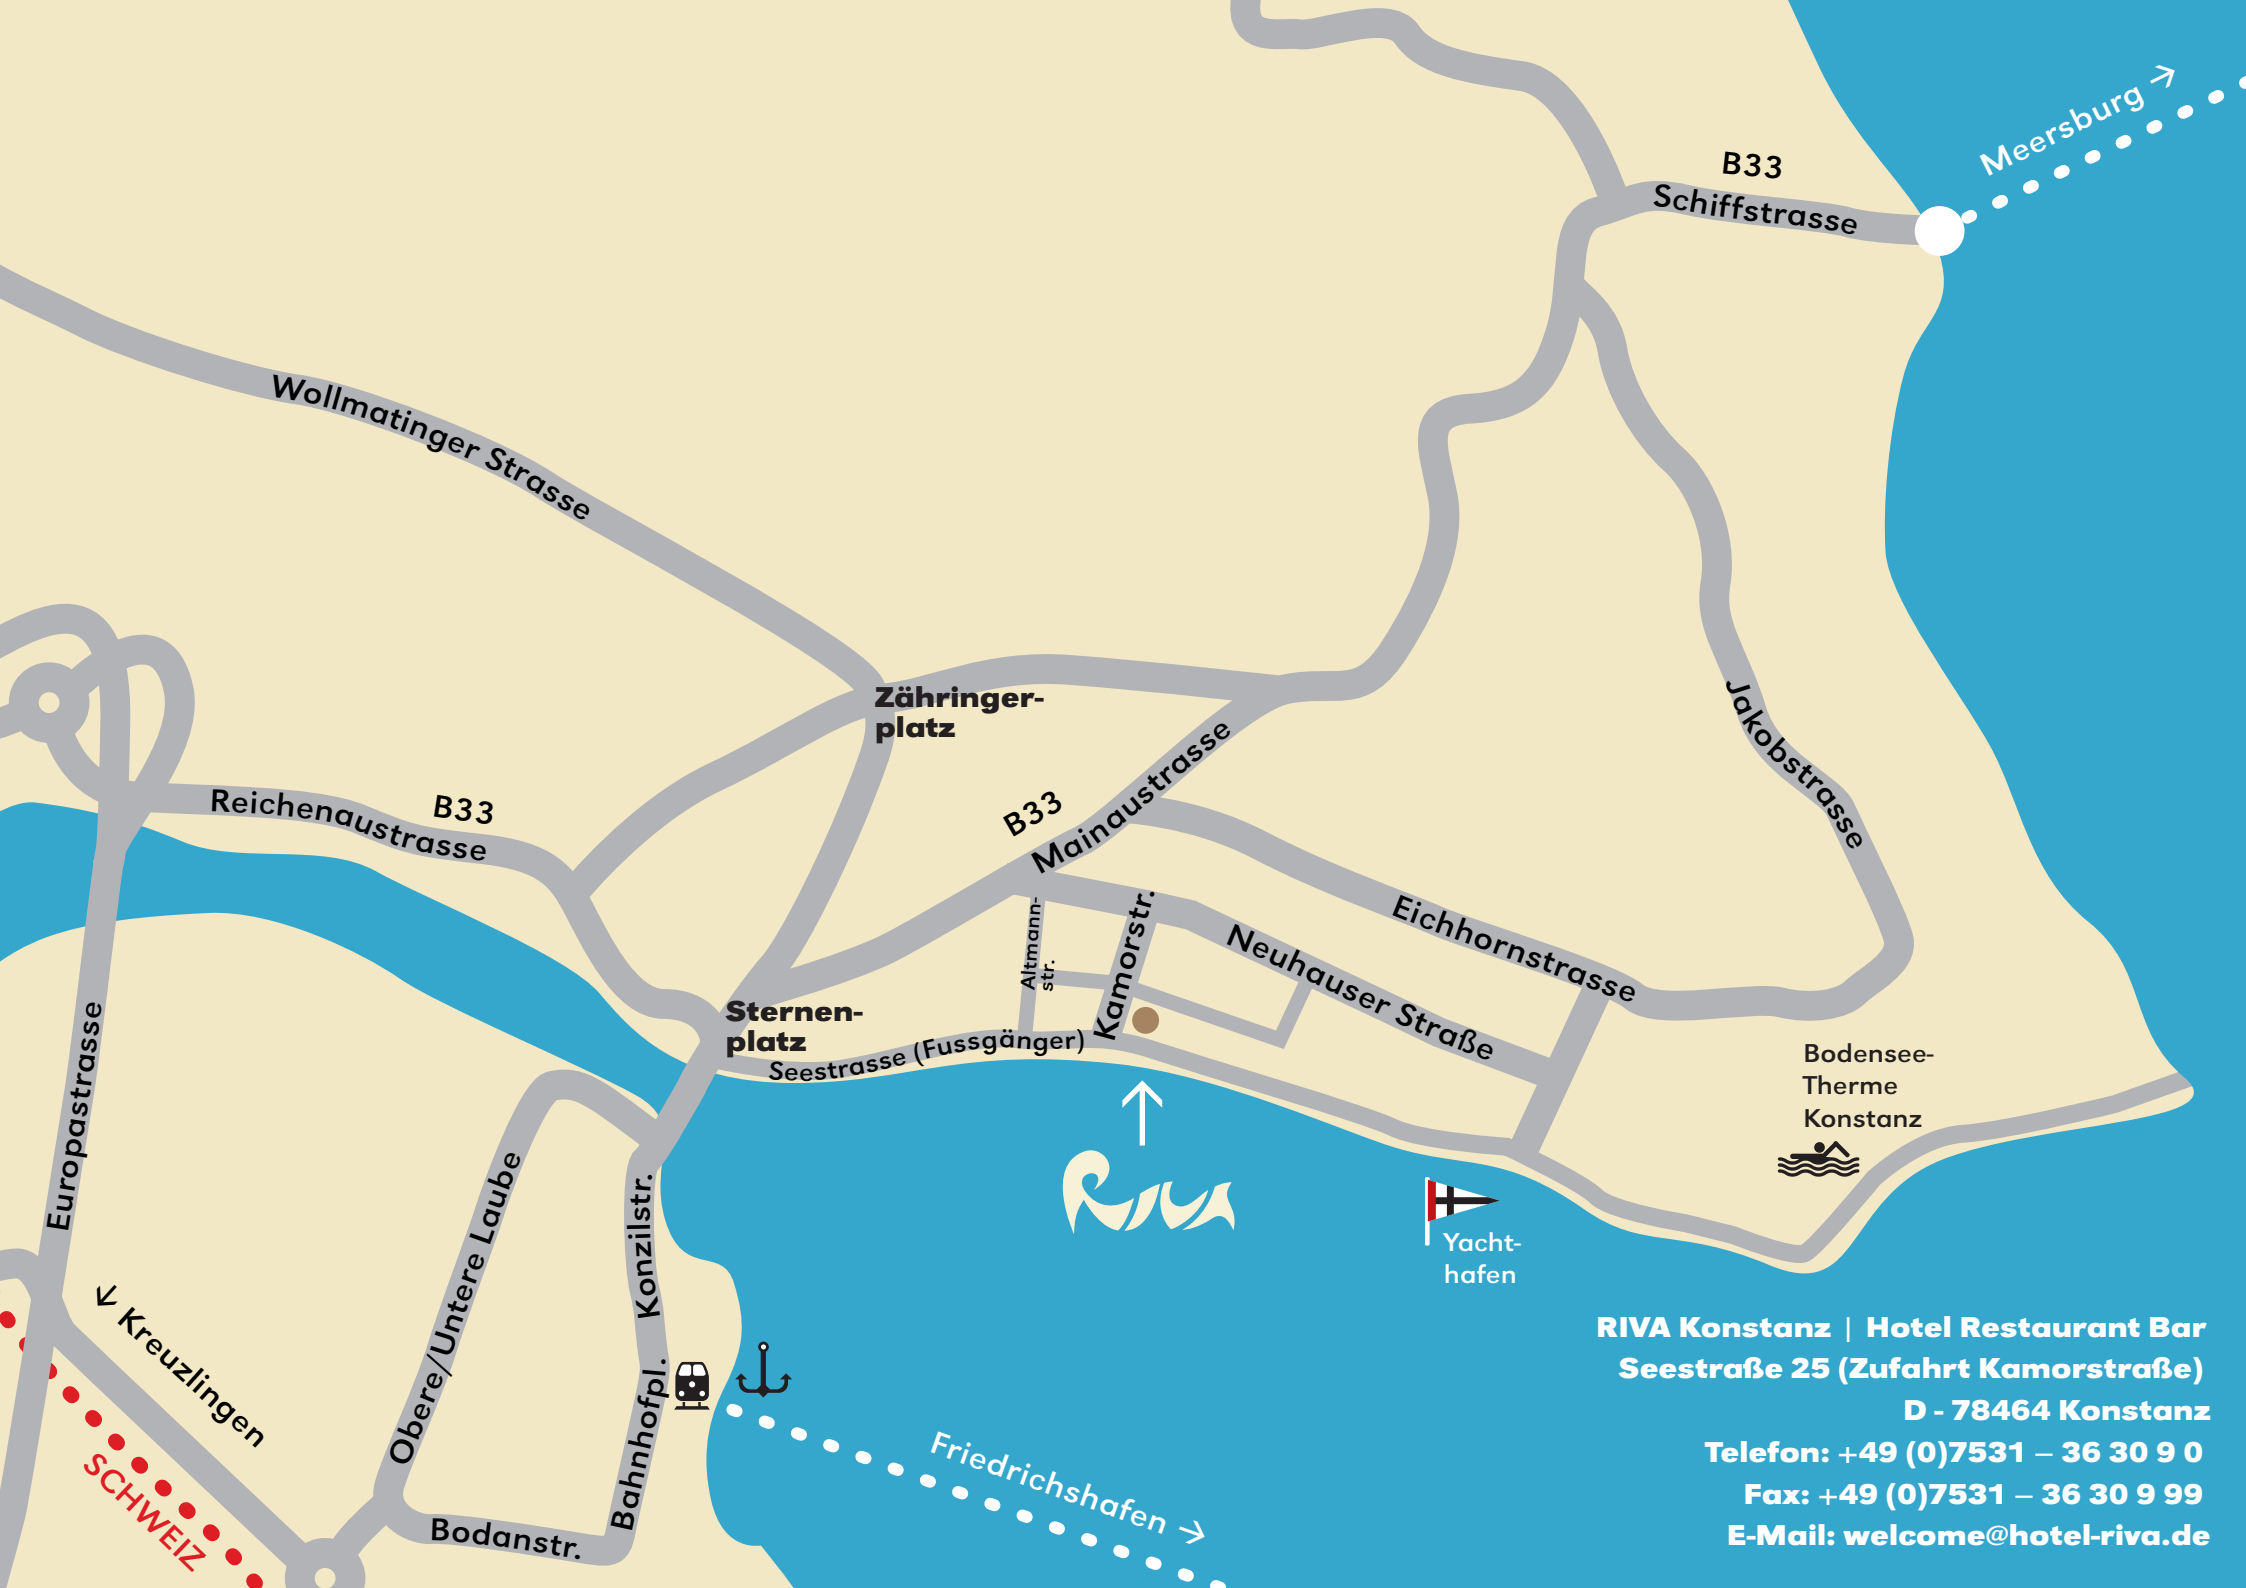 Meersburg →
B33
Schiffstrasse
Wollmatinger Strasse
Zähringer-
platz
Jakobstrasse
Mainaustrasse
B33
Reichenaustrasse
B33
Eichhornstrasse
Altmann-
str.
Kamorstr.
Neuhauser Straße
Sternen-
platz
Seestrasse (Fussgänger)
Europastrasse
Bodensee-
Therme
Konstanz
RIVA
Yacht-
hafen
Obere/Untere Laube
Konzilstr.
← Kreuzlingen
SCHWEIZ
Bahnhofpl.
Bodanstr.
Friedrichshafen →
RIVA Konstanz | Hotel Restaurant Bar
Seestraße 25 (Zufahrt Kamorstraße)
D - 78464 Konstanz
Telefon: +49 (0)7531 – 36 30 9 0
Fax: +49 (0)7531 – 36 30 9 99
E-Mail: welcome@hotel-riva.de